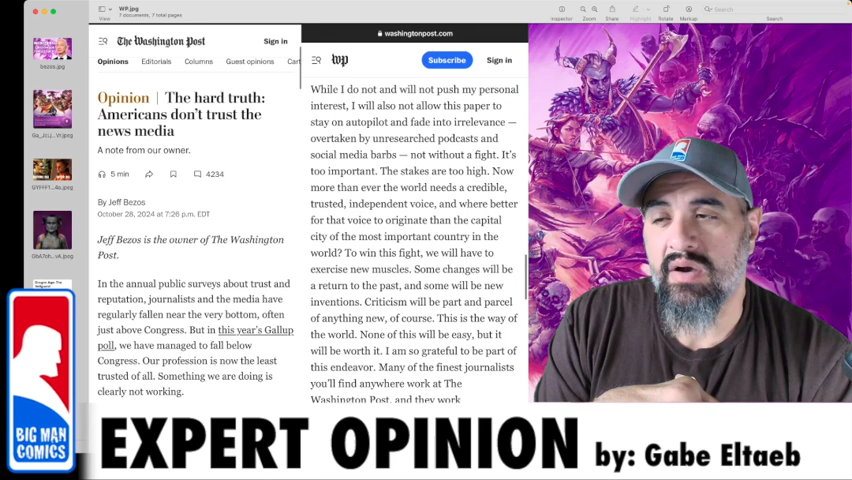 WP.jpg
7 documents, 7 total pages
View
Inspector
Zoom
Share
Highlight
Rotate
Markup
Search
Search
bezos.jpg
The Washington Post
Sign in
Opinions
Editorials
Columns
Guest opinions
Cart
Opinion | The hard truth:
Americans don't trust the
news media
A note from our owner.
5 min
4234
By Jeff Bezos
October 28, 2024 at 7:26 p.m. EDT
Jeff Bezos is the owner of The Washington
Post.
In the annual public surveys about trust and
reputation, journalists and the media have
regularly fallen near the very bottom, often
just above Congress. But in this year's Gallup
poll, we have managed to fall below
Congress. Our profession is now the least
trusted of all. Something we are doing is
clearly not working.
washingtonpost.com
wp
Subscribe
Sign in
While I do not and will not push my personal
interest, I will also not allow this paper to
stay on autopilot and fade into irrelevance —
overtaken by unresearched podcasts and
social media barbs — not without a fight. It's
too important. The stakes are too high. Now
more than ever the world needs a credible,
trusted, independent voice, and where better
for that voice to originate than the capital
city of the most important country in the
world? To win this fight, we will have to
exercise new muscles. Some changes will be
a return to the past, and some will be new
inventions. Criticism will be part and parcel
of anything new, of course. This is the way of
the world. None of this will be easy, but it
will be worth it. I am so grateful to be part of
this endeavor. Many of the finest journalists
you'll find anywhere work at The
Washington Post, and they work
BIG MAN
COMICS
EXPERT OPINION by: Gabe Eltaeb